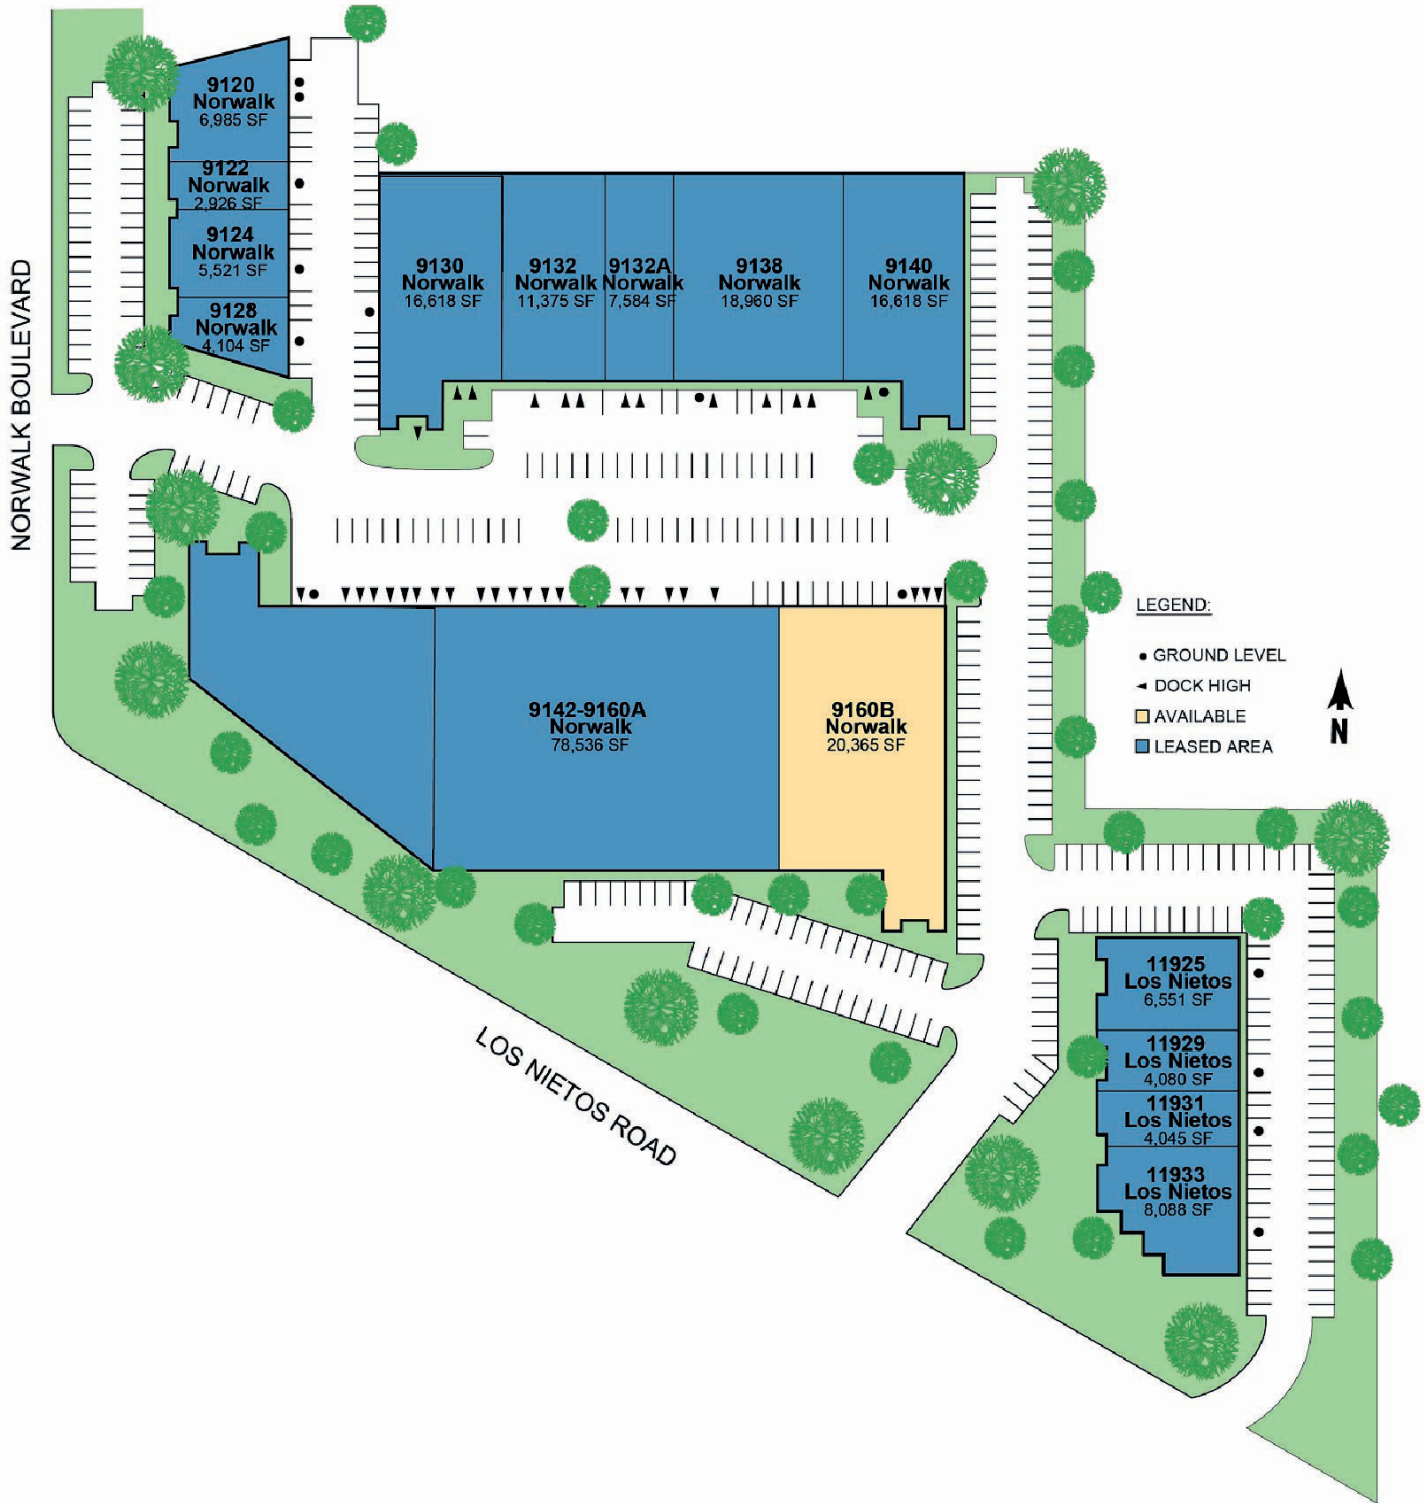 9120
Norwalk
6,985 SF
9122
Norwalk
2,926 SF
9124
Norwalk
5,521 SF
9128
Norwalk
4,104 SF
NORWALK BOULEVARD
9130
Norwalk
16,618 SF
9132
Norwalk
11,375 SF
9132A
Norwalk
7,584 SF
9138
Norwalk
18,960 SF
9140
Norwalk
16,618 SF
9142-9160A
Norwalk
78,536 SF
9160B
Norwalk
20,365 SF
LEGEND:
GROUND LEVEL
DOCK HIGH
AVAILABLE
LEASED AREA
N
LOS NIETOS ROAD
11925
Los Nietos
6,551 SF
11929
Los Nietos
4,080 SF
11931
Los Nietos
4,045 SF
11933
Los Nietos
8,088 SF